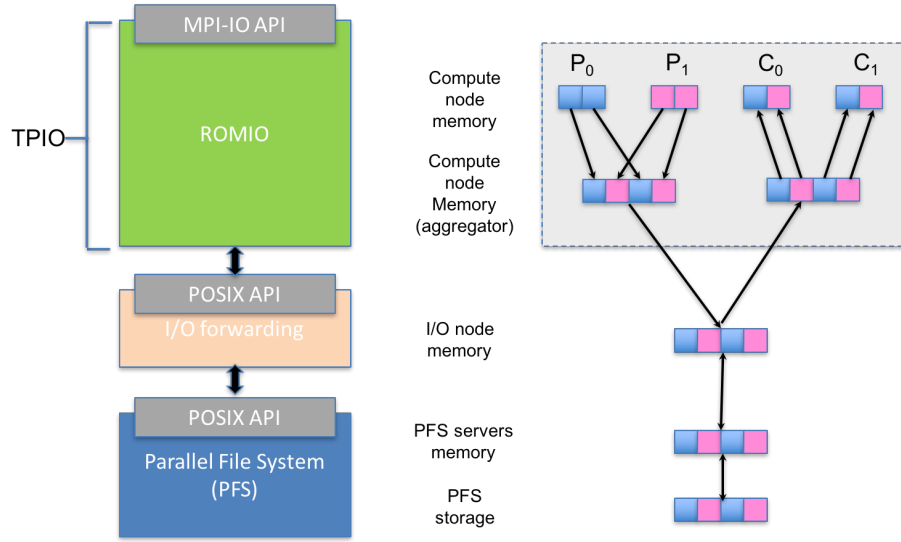 MPI-IO API
ROMIO
TPIO
POSIX API
I/O forwarding
POSIX API
Parallel File System
(PFS)
Compute
node
memory
Compute
node
Memory
(aggregator)
I/O node
memory
PFS servers
memory
PFS
storage
P0 P1 C0 C1